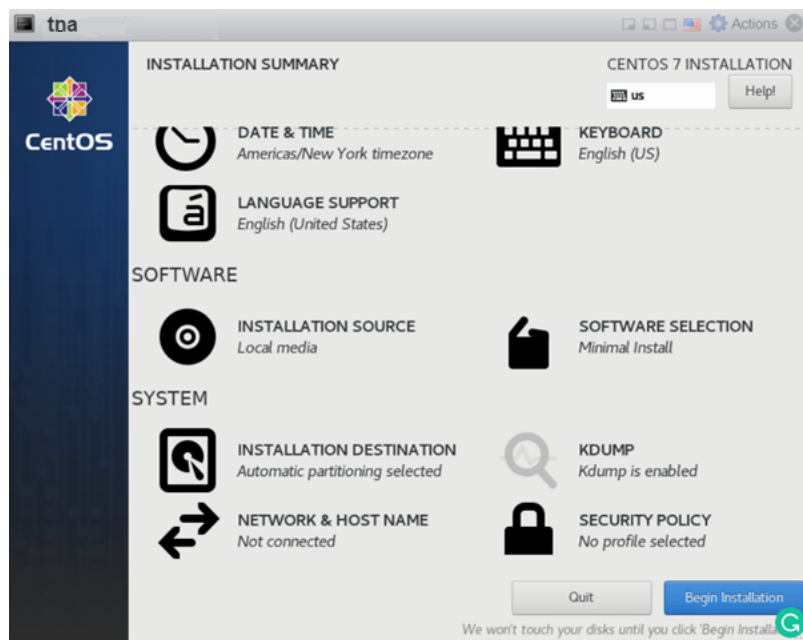 tna
Actions
CentOS
INSTALLATION SUMMARY
CENTOS 7 INSTALLATION
us
Help!
DATE & TIME
Americas/New York timezone
KEYBOARD
English (US)
LANGUAGE SUPPORT
English (United States)
SOFTWARE
INSTALLATION SOURCE
Local media
SOFTWARE SELECTION
Minimal Install
SYSTEM
INSTALLATION DESTINATION
Automatic partitioning selected
KDUMP
Kdump is enabled
NETWORK & HOST NAME
Not connected
SECURITY POLICY
No profile selected
Quit
Begin Installation
We won't touch your disks until you click 'Begin Installa